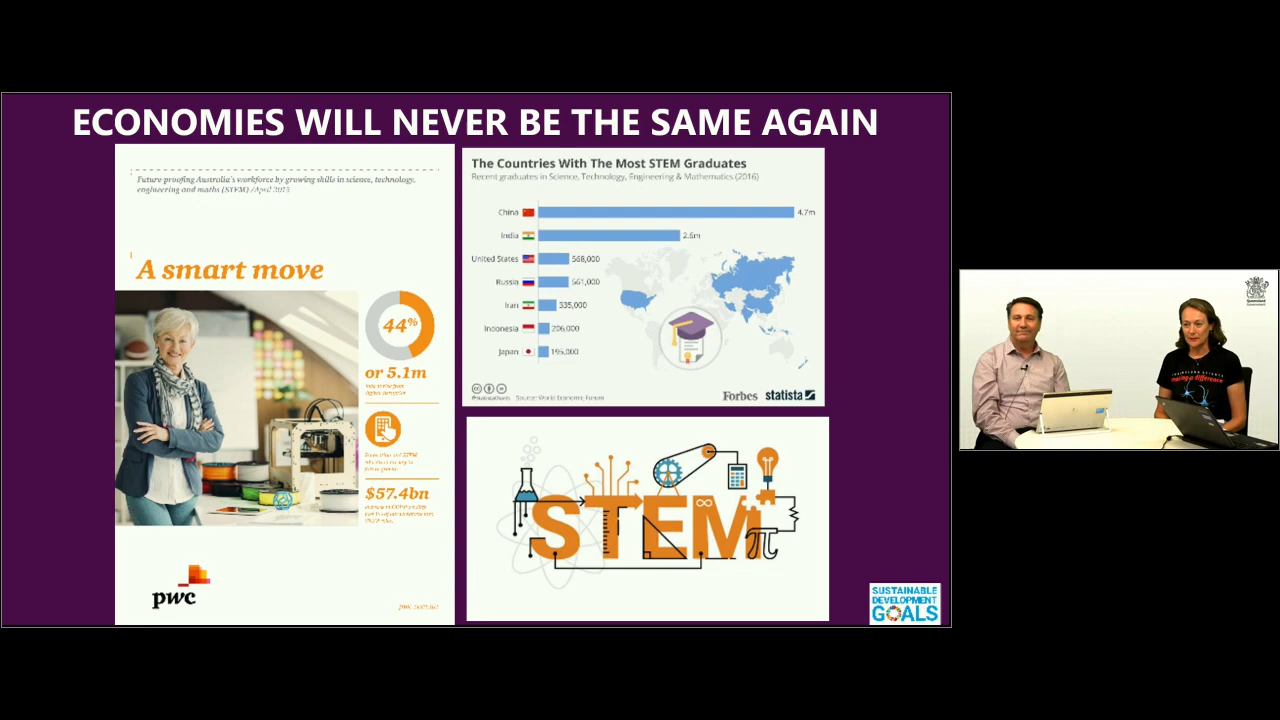 ECONOMIES WILL NEVER BE THE SAME AGAIN
Future-proofing Australia's workforce by growing skills in science, technology,
engineering and maths (STEM) /April 2015
A smart move
44%
or 5.1m
$57.4bn
pwc
The Countries With The Most STEM Graduates
Recent graduates in Science, Technology, Engineering & Mathematics (2016)
China 4.7m
India 2.6m
United States 568,000
Russia 561,000
Iran 335,000
Indonesia 206,000
Japan 195,000
Source: World Economic Forum
Forbes statista
STEM
π
SUSTAINABLE
DEVELOPMENT
GOALS
Queensland
Government
making a difference